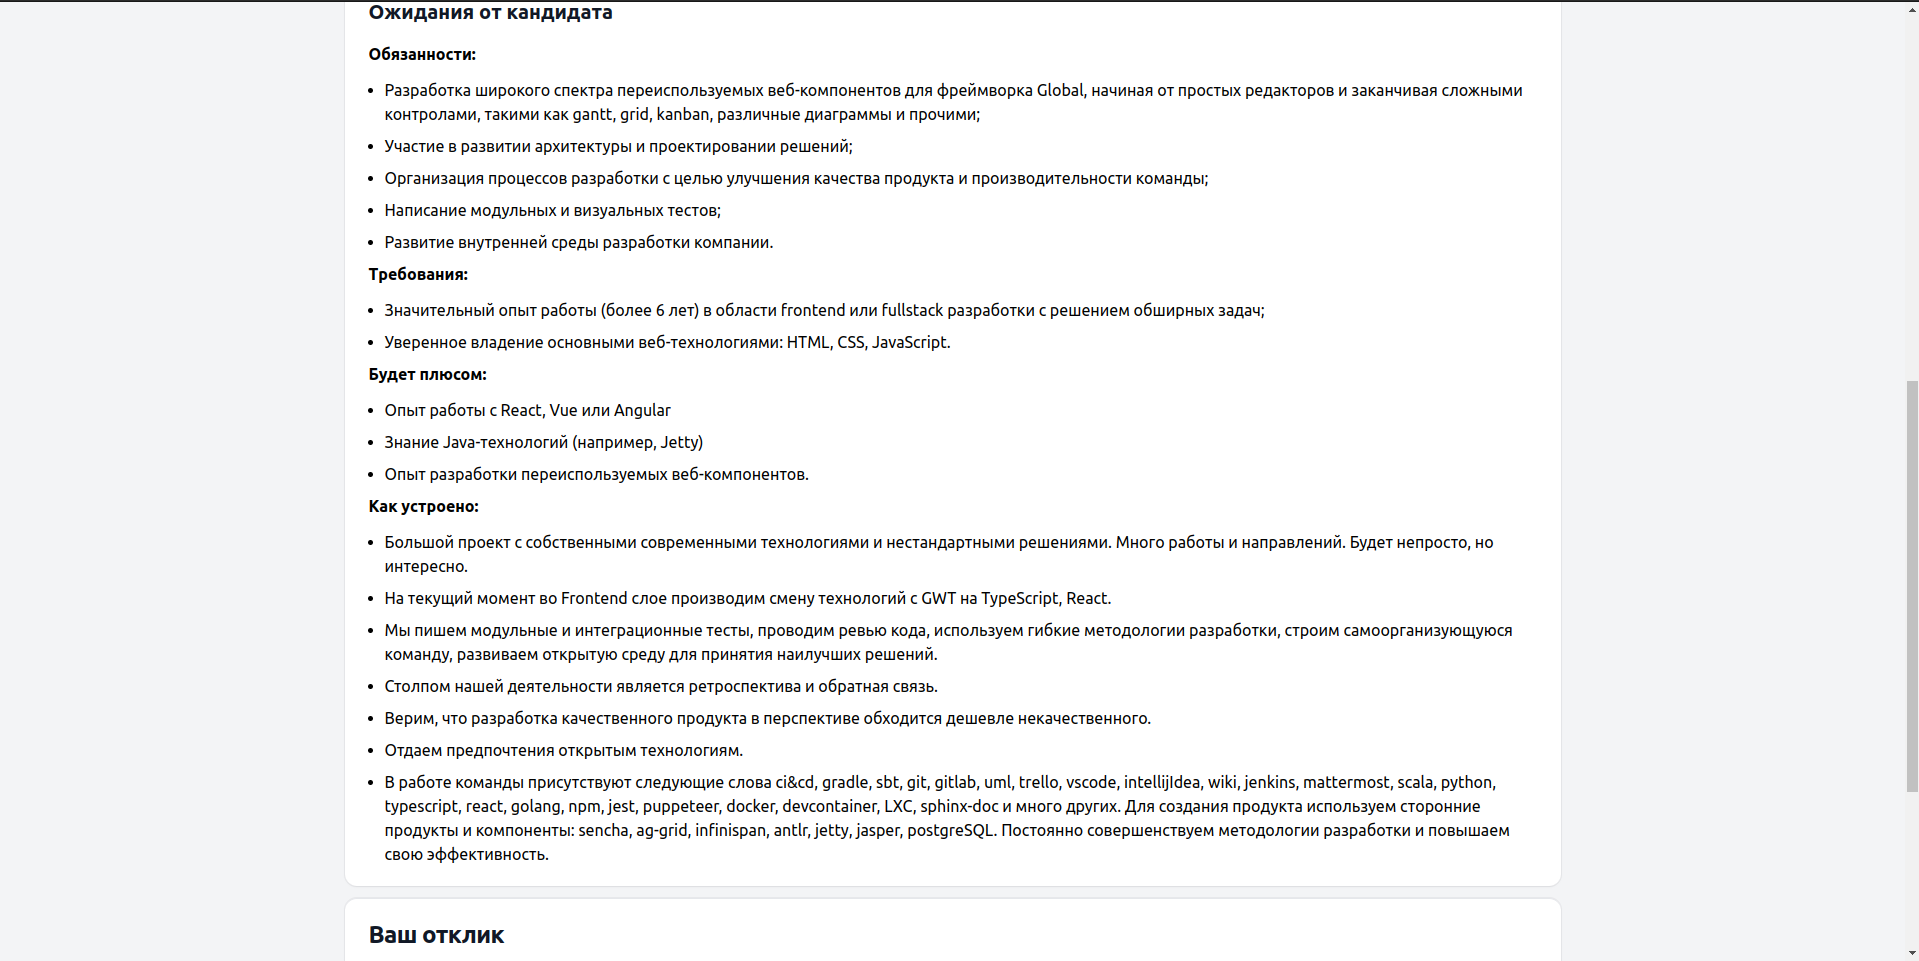 Ожидания от кандидата
Обязанности:
• Разработка широкого спектра переиспользуемых веб-компонентов для фреймворка Global, начиная от простых редакторов и заканчивая сложными
контролами, такими как gantt, grid, kanban, различные диаграммы и прочими;
• Участие в развитии архитектуры и проектировании решений;
• Организация процессов разработки с целью улучшения качества продукта и производительности команды;
• Написание модульных и визуальных тестов;
• Развитие внутренней среды разработки компании.
Требования:
• Значительный опыт работы (более 6 лет) в области frontend или fullstack разработки с решением обширных задач;
• Уверенное владение основными веб-технологиями: HTML, CSS, JavaScript.
Будет плюсом:
• Опыт работы с React, Vue или Angular
• Знание Java-технологий (например, Jetty)
• Опыт разработки переиспользуемых веб-компонентов.
Как устроено:
• Большой проект с собственными современными технологиями и нестандартными решениями. Много работы и направлений. Будет непросто, но
интересно.
• На текущий момент во Frontend слое производим смену технологий с GWT на TypeScript, React.
• Мы пишем модульные и интеграционные тесты, проводим ревью кода, используем гибкие методологии разработки, строим самоорганизующуюся
команду, развиваем открытую среду для принятия наилучших решений.
• Столпом нашей деятельности является ретроспектива и обратная связь.
• Верим, что разработка качественного продукта в перспективе обходится дешевле некачественного.
• Отдаем предпочтения открытым технологиям.
• В работе команды присутствуют следующие слова ci&cd, gradle, sbt, git, gitlab, uml, trello, vscode, intellijIdea, wiki, jenkins, mattermost, scala, python,
typescript, react, golang, npm, jest, puppeteer, docker, devcontainer, LXC, sphinx-doc и много других. Для создания продукта используем сторонние
продукты и компоненты: sencha, ag-grid, infinispan, antlr, jetty, jasper, postgreSQL. Постоянно совершенствуем методологии разработки и повышаем
свою эффективность.
Ваш отклик